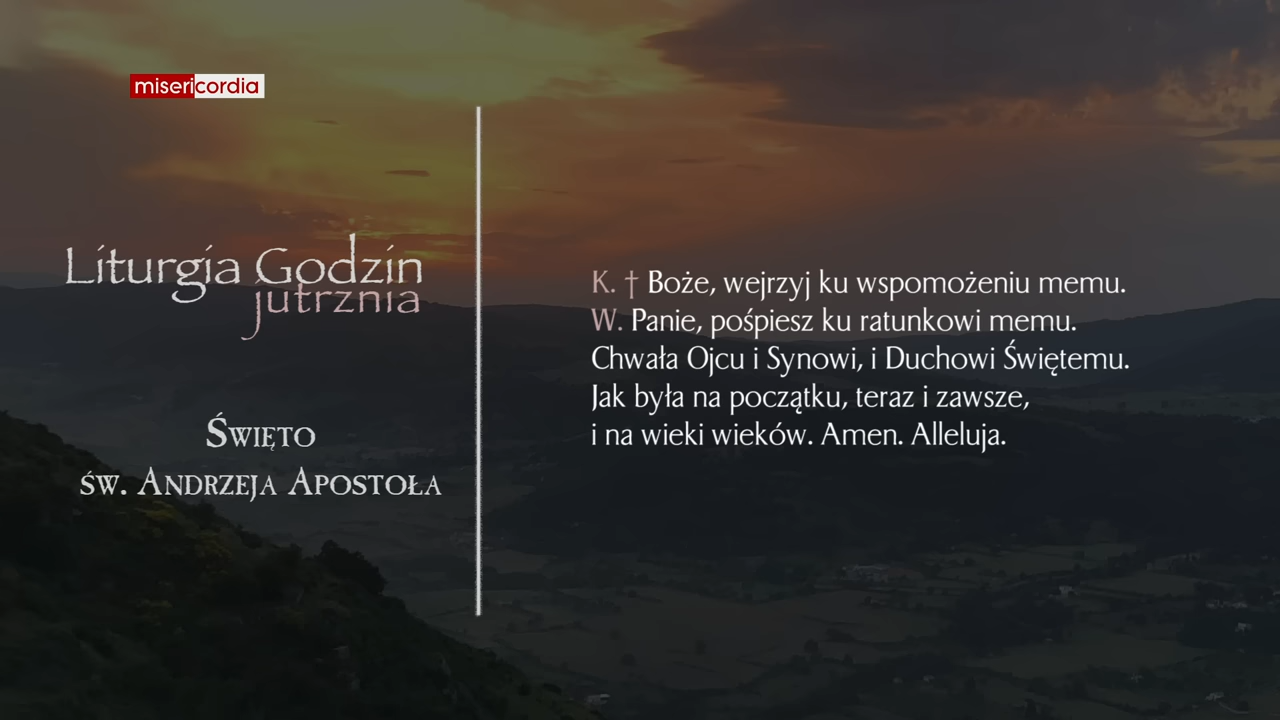 misericordia
Liturgia Godzin
jutrznia
Święto
św. Andrzeja Apostoła
K. † Boże, wejrzyj ku wspomożeniu memu.
W. Panie, pośpiesz ku ratunkowi memu.
Chwała Ojcu i Synowi, i Duchowi Świętemu.
Jak była na początku, teraz i zawsze,
i na wieki wieków. Amen. Alleluja.